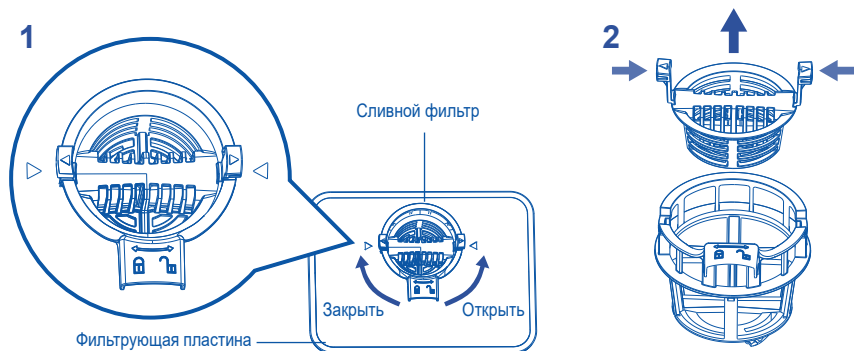 1
2
Сливной фильтр
Закрыть
Открыть
Фильтрующая пластина